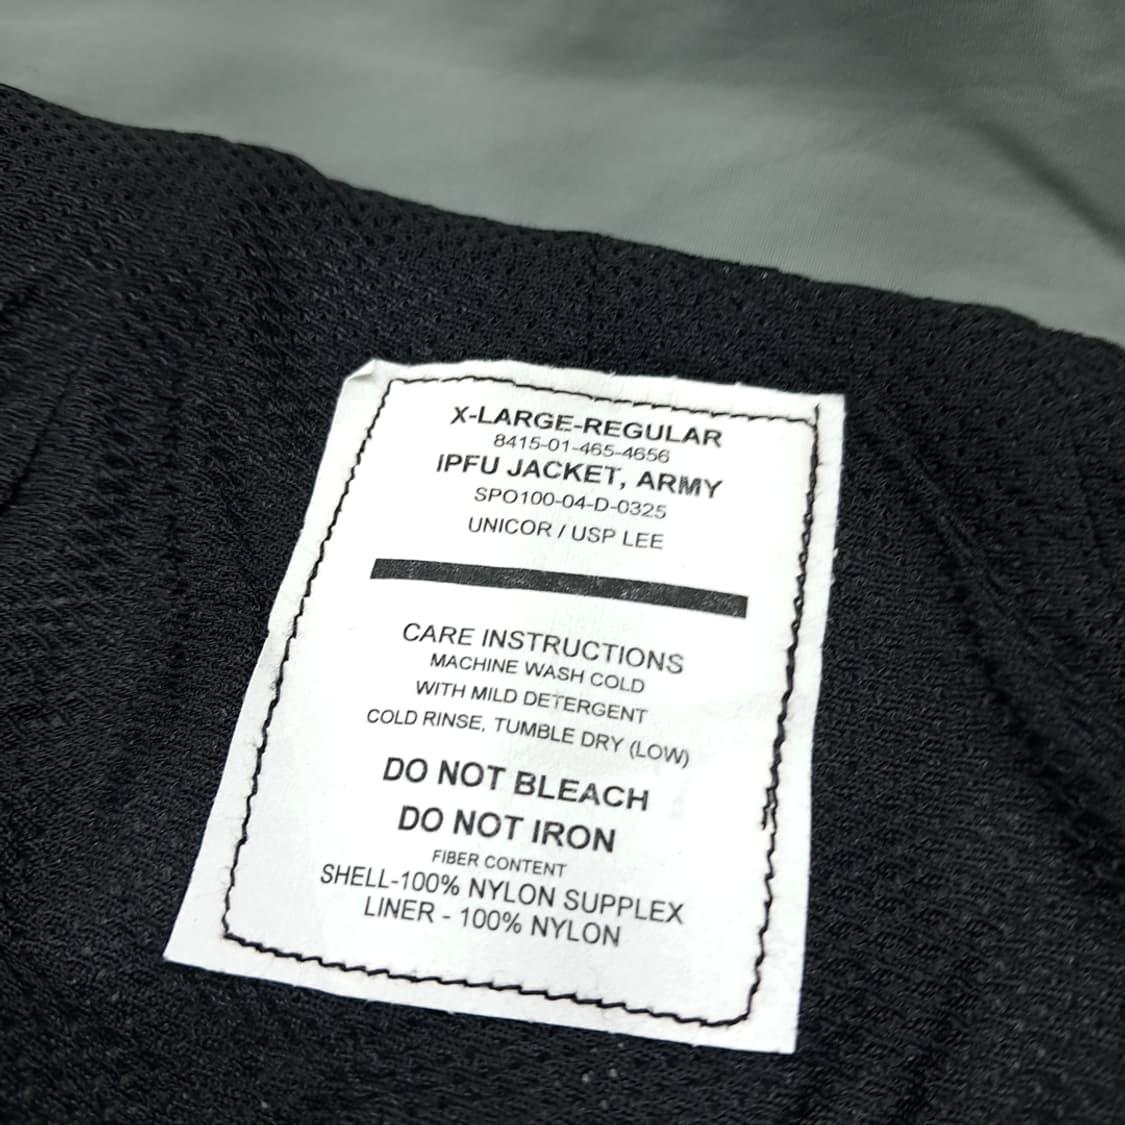 X-LARGE-REGULAR
8415-01-465-4656
IPFU JACKET, ARMY
SPO100-04-D-0325
UNICOR / USP LEE
CARE INSTRUCTIONS
MACHINE WASH COLD
WITH MILD DETERGENT
COLD RINSE, TUMBLE DRY (LOW)
DO NOT BLEACH
DO NOT IRON
FIBER CONTENT
SHELL-100% NYLON SUPPLEX
LINER - 100% NYLON